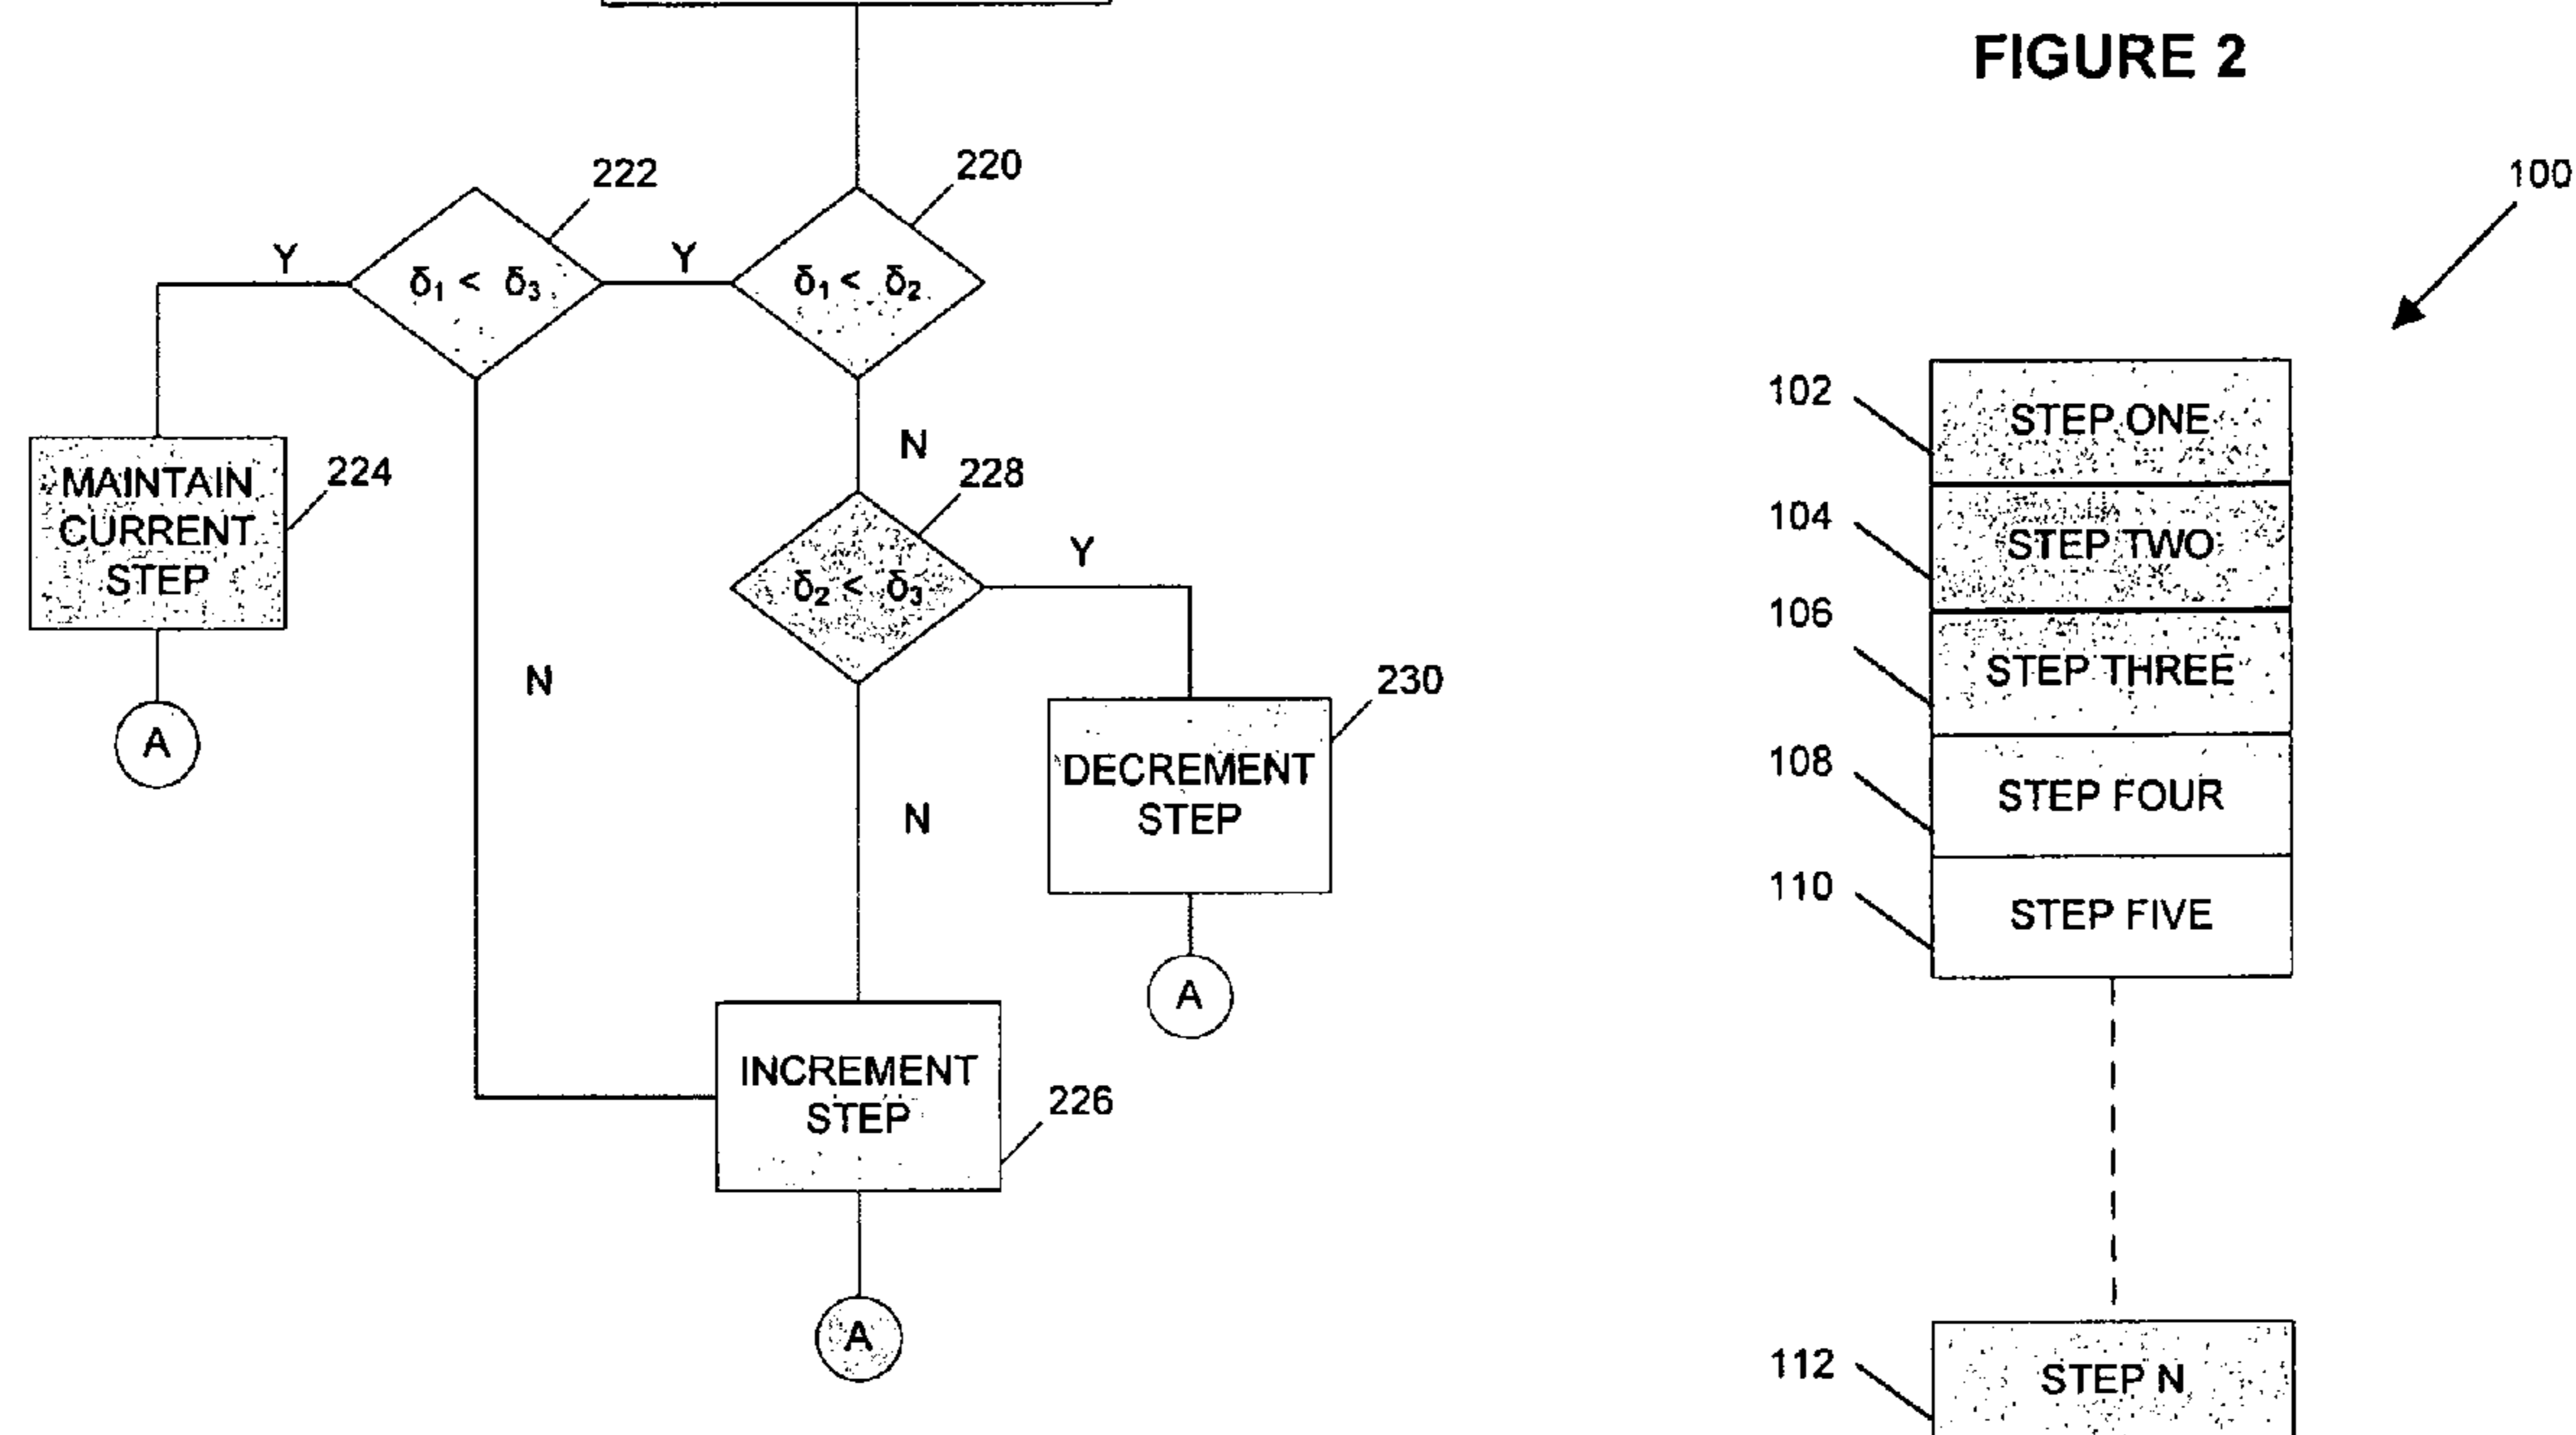 FIGURE 2
222
220
Y
δ₁ < δ₃
Y
δ₁ < δ₂
N
MAINTAIN
CURRENT
STEP
224
228
δ₂ < δ₃
Y
A
N
N
230
DECREMENT
STEP
A
INCREMENT
STEP
226
A
100
102
STEP ONE
104
STEP TWO
106
STEP THREE
108
STEP FOUR
110
STEP FIVE
112
STEP N